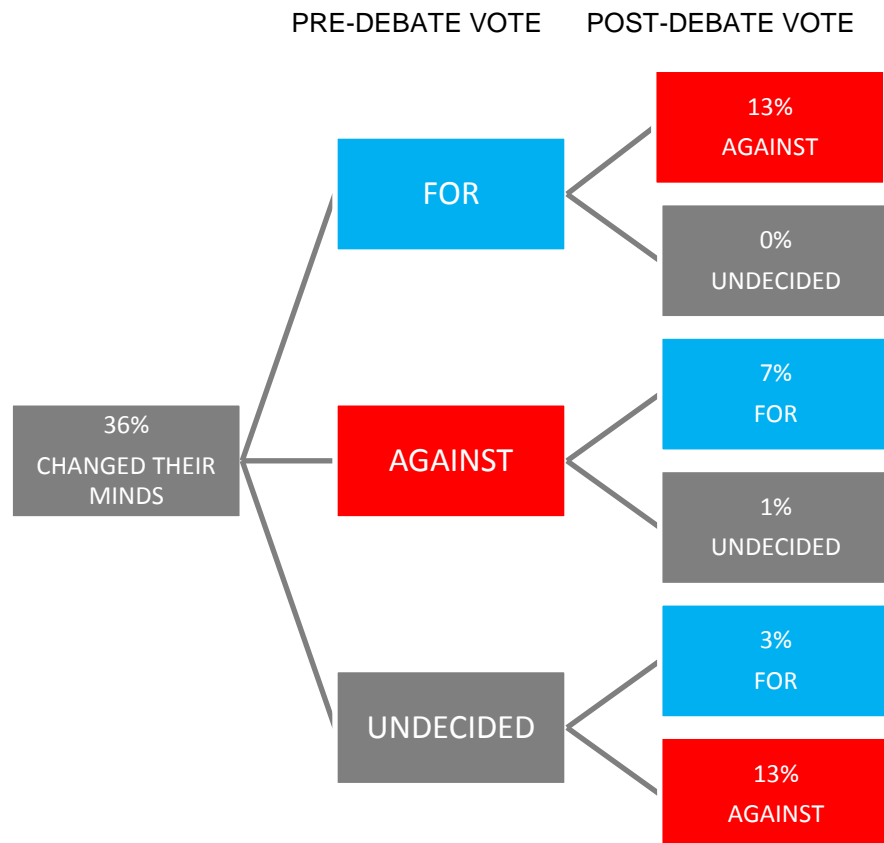 PRE-DEBATE VOTE
POST-DEBATE VOTE
13%
AGAINST
FOR
0%
UNDECIDED
7%
FOR
36%
CHANGED THEIR
MINDS
AGAINST
1%
UNDECIDED
3%
FOR
UNDECIDED
13%
AGAINST